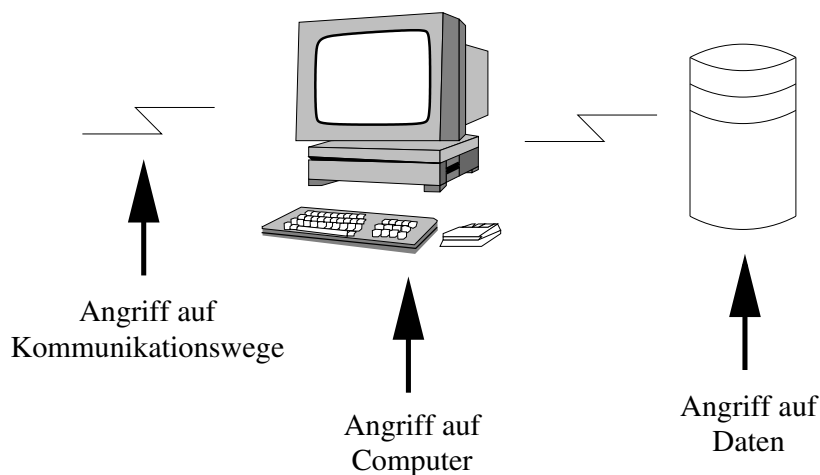 Angriff auf
Kommunikationswege
Angriff auf
Computer
Angriff auf
Daten